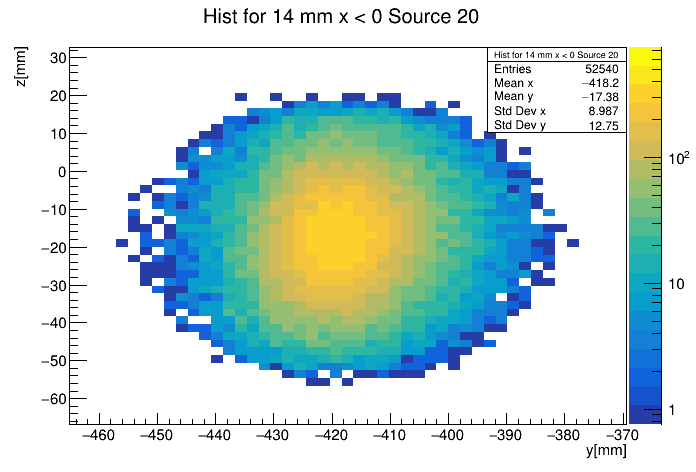 Hist for 14 mm x < 0 Source 20
z[mm]
Hist for 14 mm x < 0 Source 20
Entries 52540
Mean x −418.2
Mean y −17.38
Std Dev x 8.987
Std Dev y 12.75
30
20
10
0
−10
−20
−30
−40
−50
−60
10²
10
1
−460 −450 −440 −430 −420 −410 −400 −390 −380 −370
y[mm]